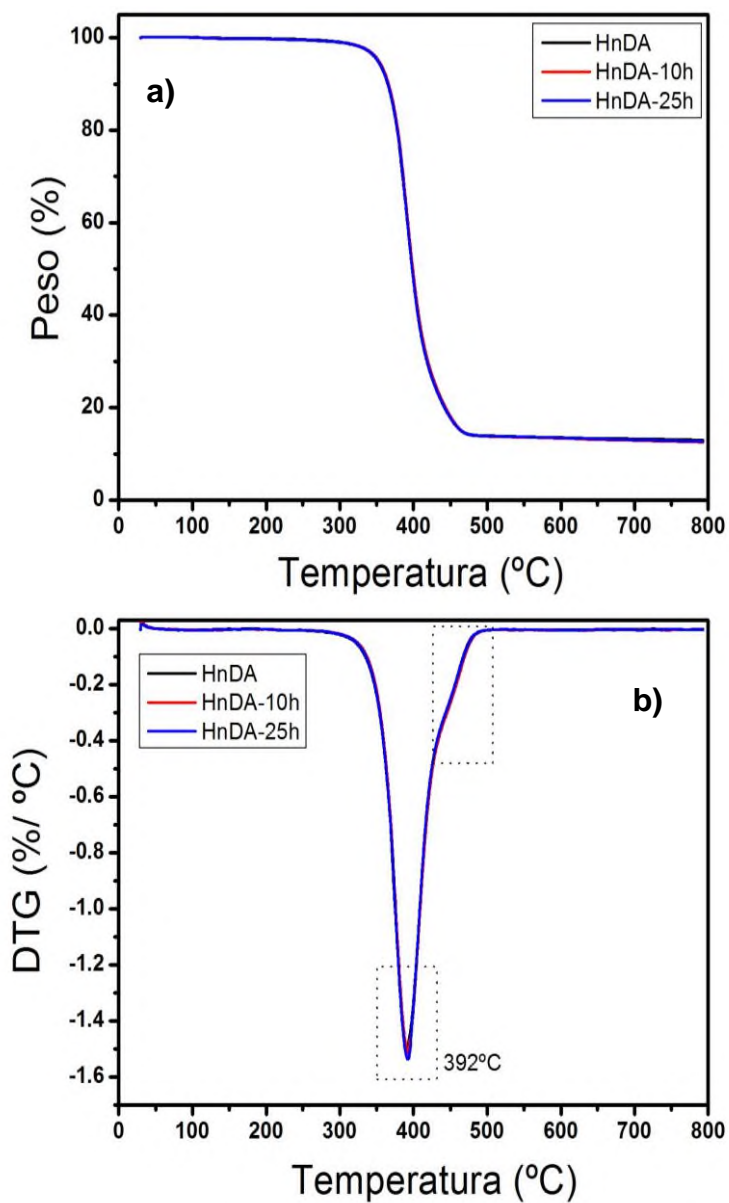 a)
HnDA
HnDA-10h
HnDA-25h
Peso (%)
100
80
60
40
20
0
0 100 200 300 400 500 600 700 800
Temperatura (ºC)
b)
HnDA
HnDA-10h
HnDA-25h
DTG (%/ ºC)
0.0
-0.2
-0.4
-0.6
-0.8
-1.0
-1.2
-1.4
-1.6
392ºC
0 100 200 300 400 500 600 700 800
Temperatura (ºC)